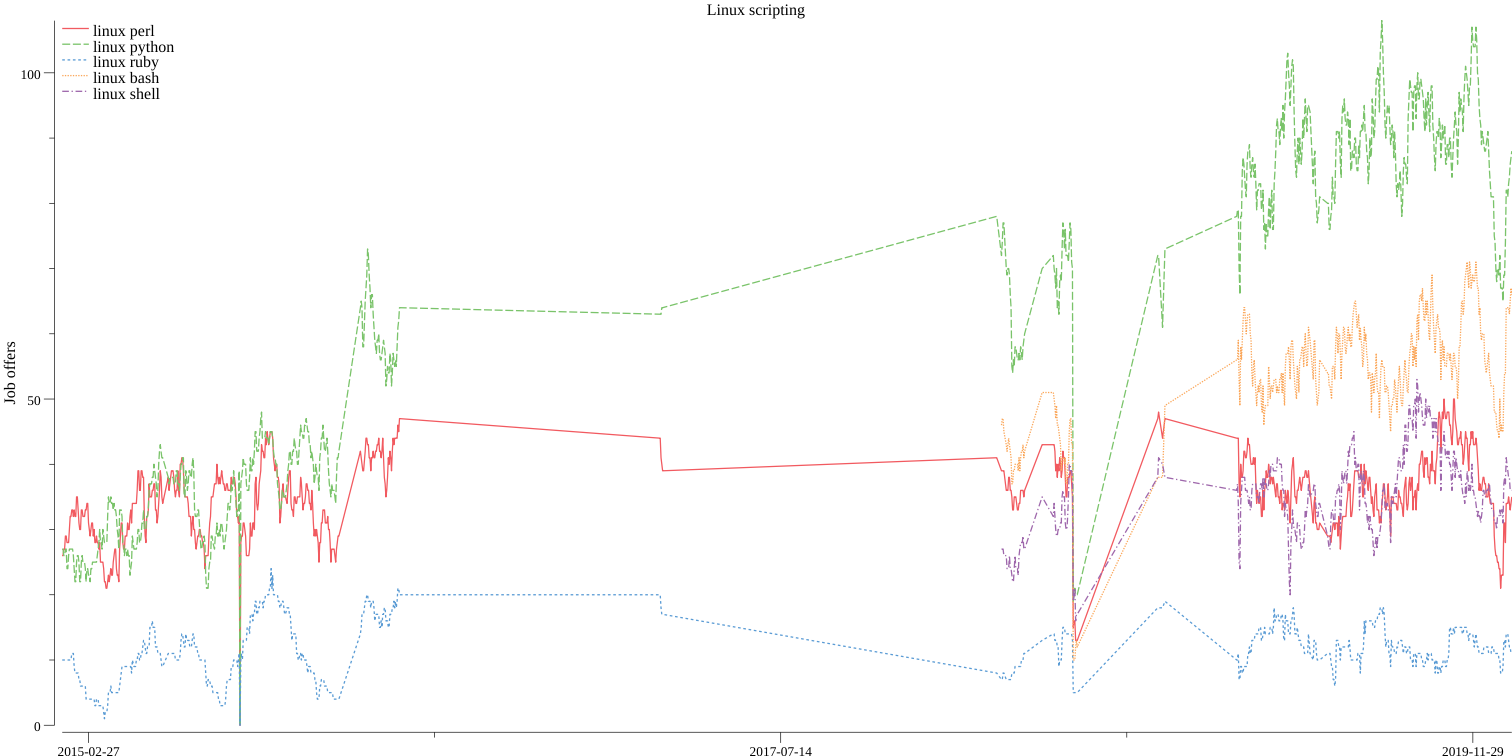 Linux scripting
linux perl
linux python
linux ruby
linux bash
linux shell
100
50
0
Job offers
2015-02-27
2017-07-14
2019-11-29